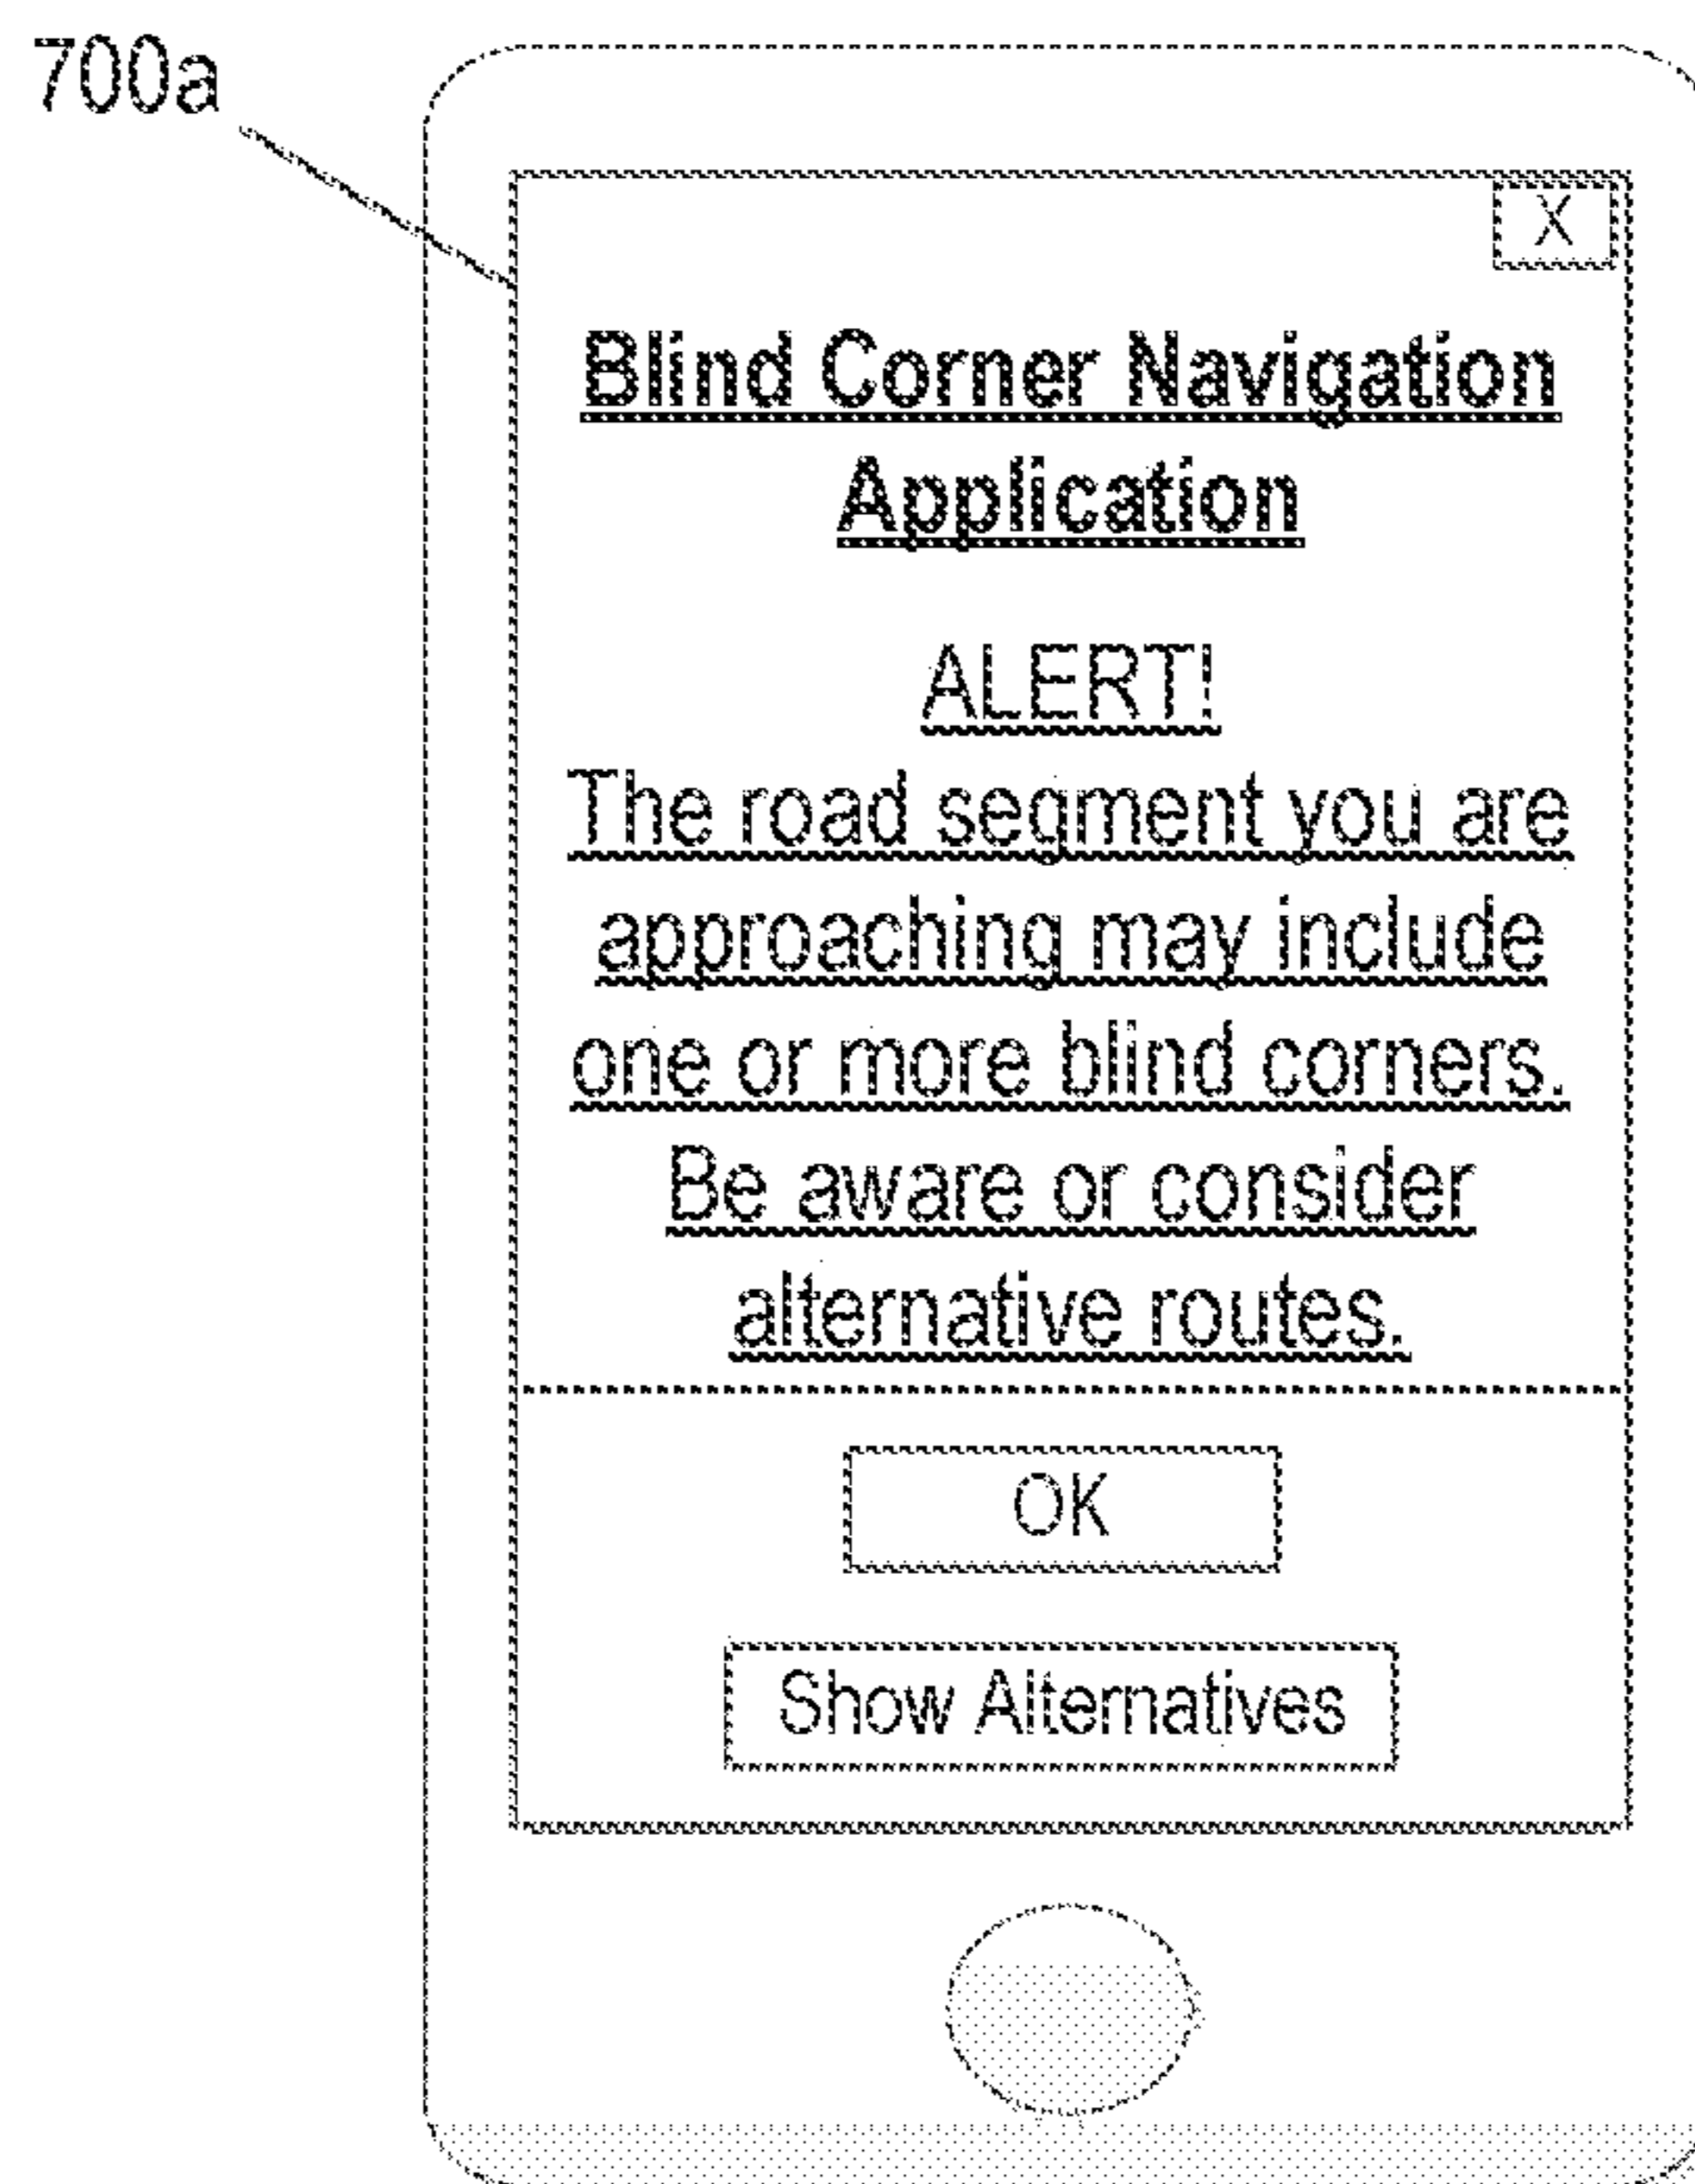 700a
X
Blind Corner Navigation
Application
ALERT!
The road segment you are
approaching may include
one or more blind corners.
Be aware or consider
alternative routes.
OK
Show Alternatives